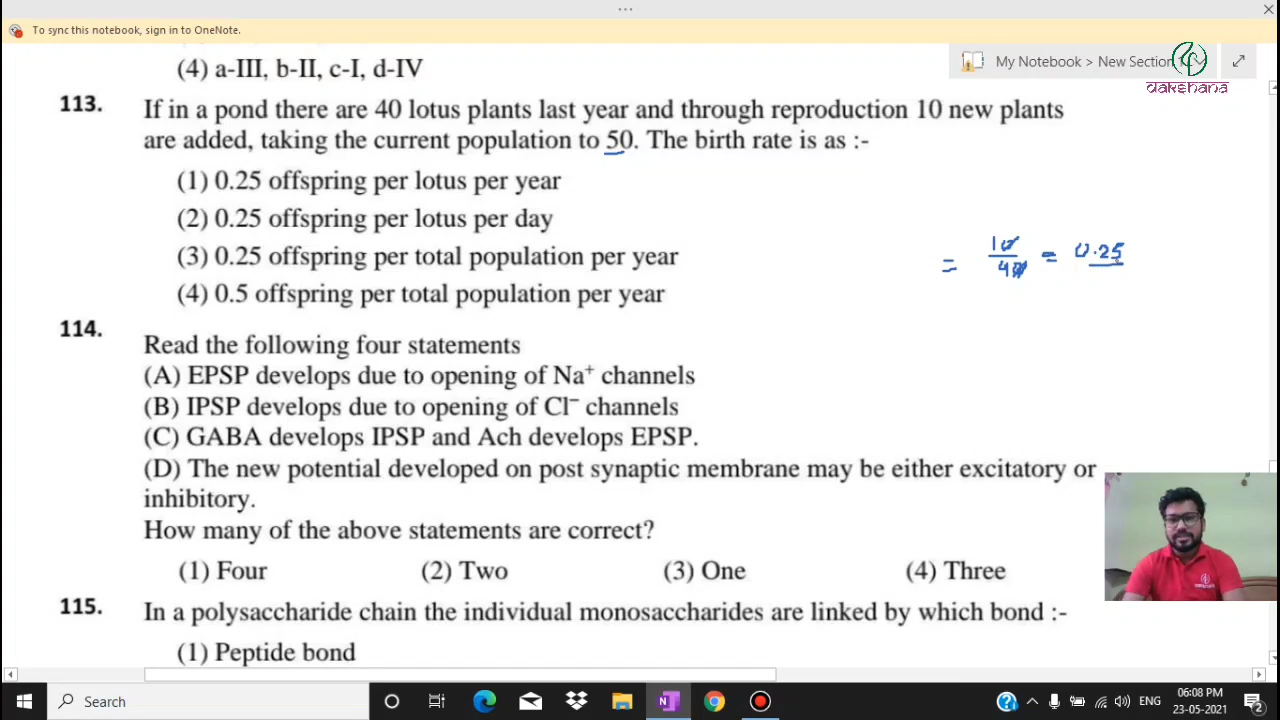 To sync this notebook, sign in to OneNote.
My Notebook > New Section 1
dakshana
(4) a-III, b-II, c-I, d-IV
113. If in a pond there are 40 lotus plants last year and through reproduction 10 new plants
are added, taking the current population to 50. The birth rate is as :-
(1) 0.25 offspring per lotus per year
(2) 0.25 offspring per lotus per day
(3) 0.25 offspring per total population per year
(4) 0.5 offspring per total population per year
= 10/40 = 0.25
114. Read the following four statements
(A) EPSP develops due to opening of Na⁺ channels
(B) IPSP develops due to opening of Cl⁻ channels
(C) GABA develops IPSP and Ach develops EPSP.
(D) The new potential developed on post synaptic membrane may be either excitatory or
inhibitory.
How many of the above statements are correct?
(1) Four (2) Two (3) One (4) Three
115. In a polysaccharide chain the individual monosaccharides are linked by which bond :-
(1) Peptide bond
Search
ENG
06:08 PM
23-05-2021
2